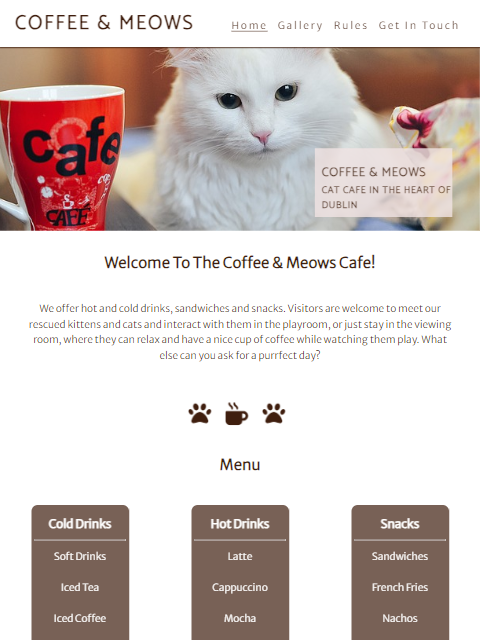 COFFEE & MEOWS
Home Gallery Rules Get In Touch
Cafe
CAFÉ
COFFEE & MEOWS
CAT CAFE IN THE HEART OF
DUBLIN
Welcome To The Coffee & Meows Cafe!
We offer hot and cold drinks, sandwiches and snacks. Visitors are welcome to meet our
rescued kittens and cats and interact with them in the playroom, or just stay in the viewing
room, where they can relax and have a nice cup of coffee while watching them play. What
else can you ask for a purrfect day?
Menu
Cold Drinks
Soft Drinks
Iced Tea
Iced Coffee
Hot Drinks
Latte
Cappuccino
Mocha
Snacks
Sandwiches
French Fries
Nachos